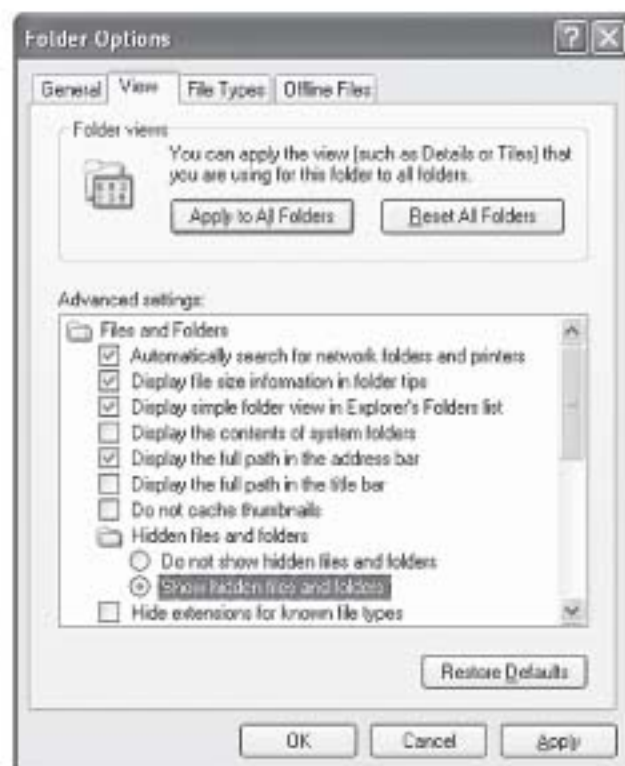 Folder Options
General View File Types Offline Files
Folder views
You can apply the view (such as Details or Tiles) that
you are using for this folder to all folders.
Apply to All Folders Reset All Folders
Advanced settings:
Files and Folders
Automatically search for network folders and printers
Display file size information in folder tips
Display simple folder view in Explorer's Folders list
Display the contents of system folders
Display the full path in the address bar
Display the full path in the title bar
Do not cache thumbnails
Hidden files and folders
Do not show hidden files and folders
Show hidden files and folders
Hide extensions for known file types
Restore Defaults
OK Cancel Apply